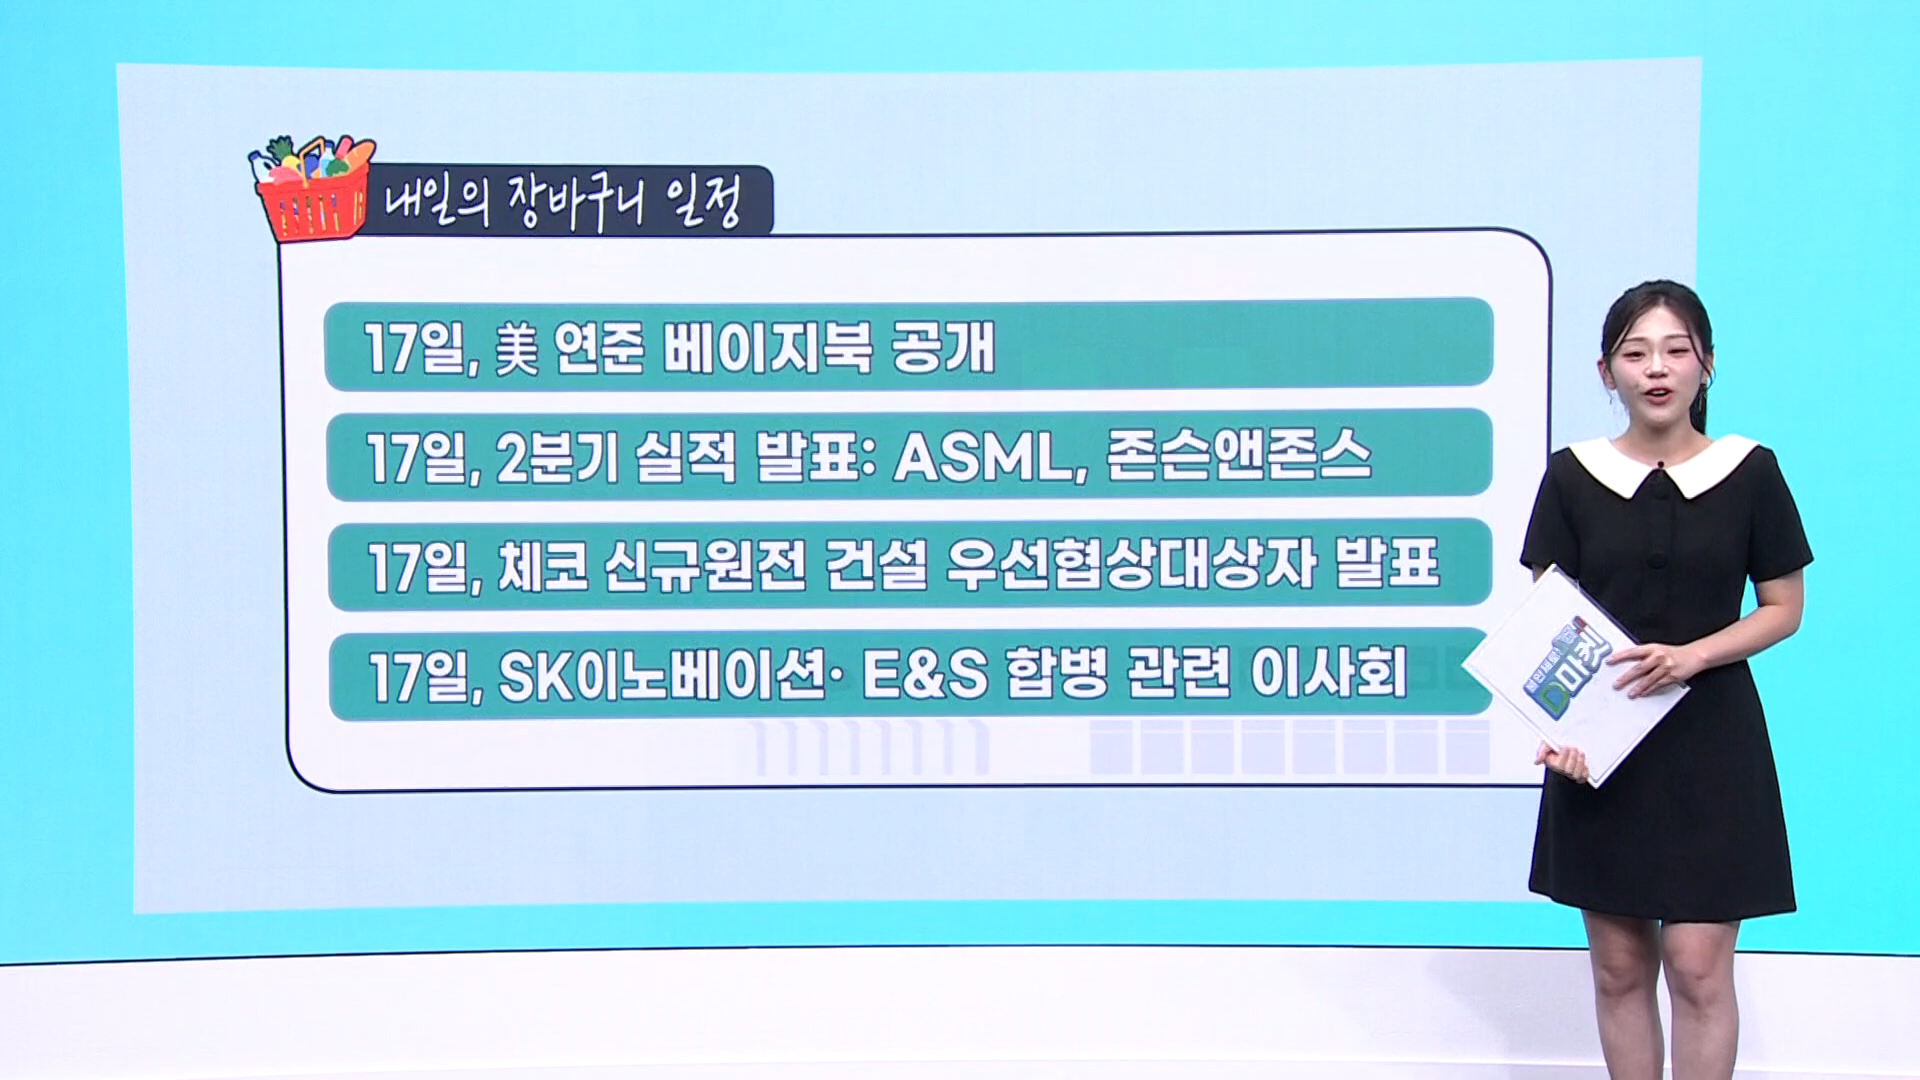 내일의 장바구니 일정
17일, 美 연준 베이지북 공개
17일, 2분기 실적 발표: ASML, 존슨앤존스
17일, 체코 신규원전 건설 우선협상대상자 발표
17일, SK이노베이션· E&S 합병 관련 이사회
D마켓